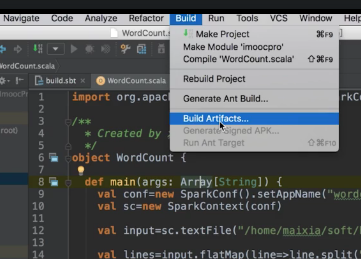 Navigate Code Analyze Refactor Build Run Tools VCS Window Help
WordCount.sc
Make Project ⌘F9
Make Module 'imoocpro'
Compile 'WordCount.scala' ⇧⌘F9
Rebuild Project
Generate Ant Build...
Build Artifacts...
Generate Signed APK...
Run Ant Target ⇧⌘F10
WordCount.scala
build.sbt × WordCount.scala
1 import org.apac
2
3 /**
4 * Created by
5 */
6 object WordCount {
7
8 def main(args: Array[String]) {
9 val conf=new SparkConf().setAppName("word
10 val sc=new SparkContext(conf)
11
12 val input=sc.textFile("/home/maixia/soft/
13
14 val lines=input.flatMap(line=>line.split("